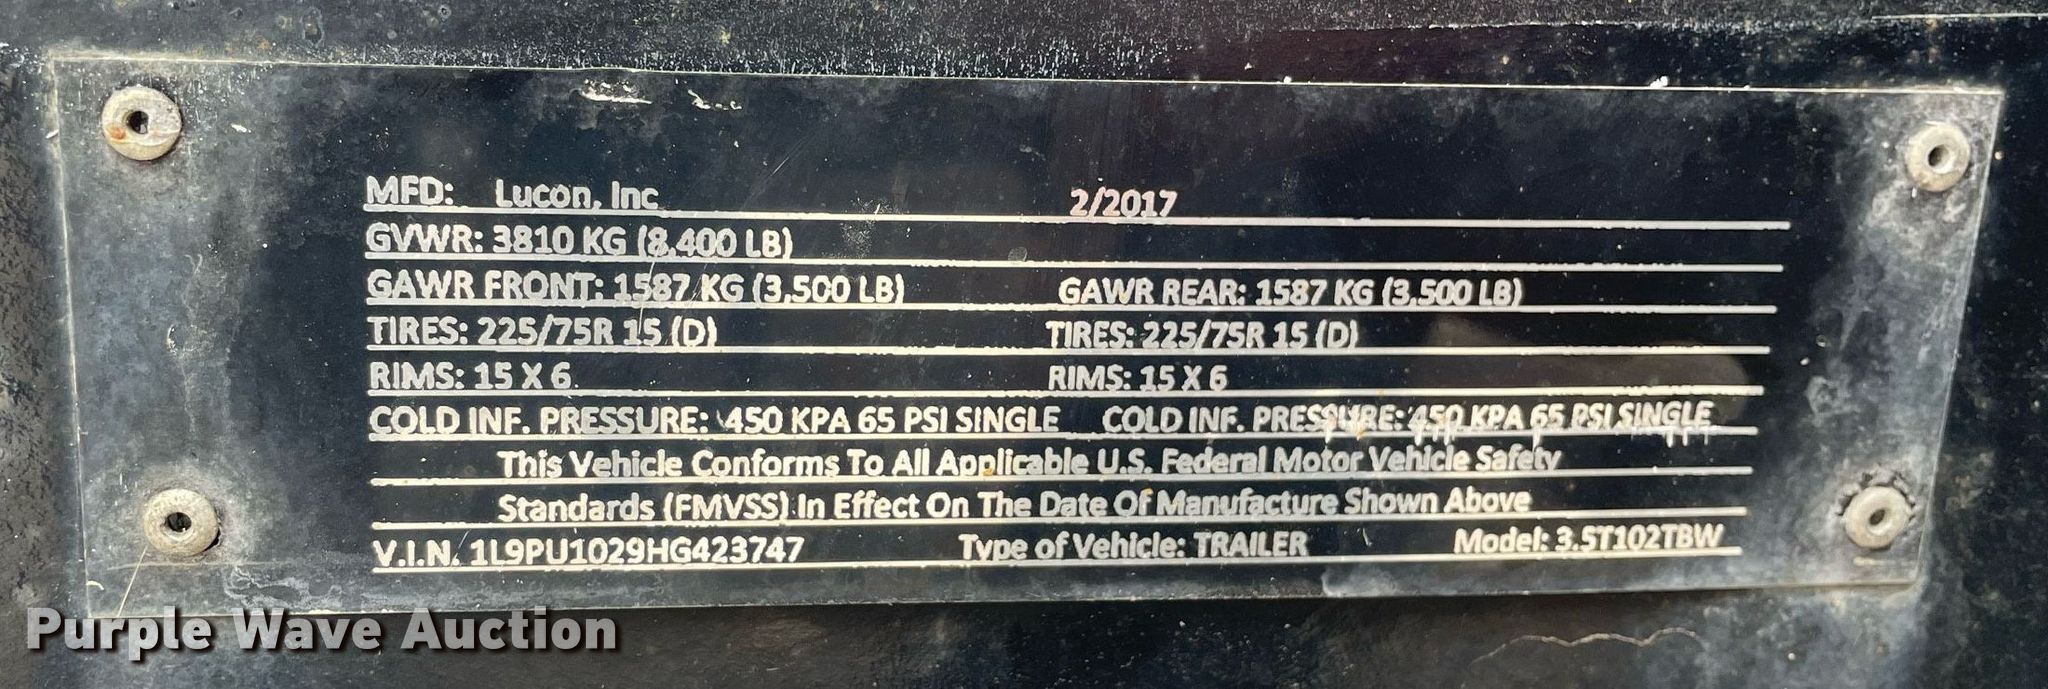 MFD: Lucon, Inc 2/2017
GVWR: 3810 KG (8,400 LB)
GAWR FRONT: 1587 KG (3,500 LB) GAWR REAR: 1587 KG (3,500 LB)
TIRES: 225/75R 15 (D) TIRES: 225/75R 15 (D)
RIMS: 15 X 6 RIMS: 15 X 6
COLD INF. PRESSURE: 450 KPA 65 PSI SINGLE COLD INF. PRESSURE: 450 KPA 65 PSI SINGLE
This Vehicle Conforms To All Applicable U.S. Federal Motor Vehicle Safety
Standards (FMVSS) In Effect On The Date Of Manufacture Shown Above
V.I.N. 1L9PU1029HG423747 Type of Vehicle: TRAILER Model: 3.5T102TBW
Purple Wave Auction